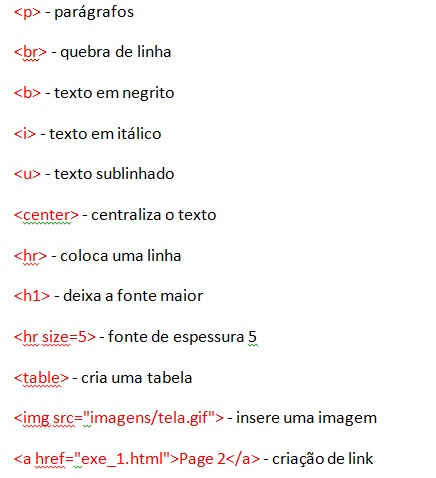 <p> - parágrafos
<br> - quebra de linha
<b> - texto em negrito
<i> - texto em itálico
<u> - texto sublinhado
<center> - centraliza o texto
<hr> - coloca uma linha
<h1> - deixa a fonte maior
<hr size=5> - fonte de espessura 5
<table> - cria uma tabela
<img src="imagens/tela.gif"> - insere uma imagem
<a href="exe_1.html">Page 2</a> - criação de link